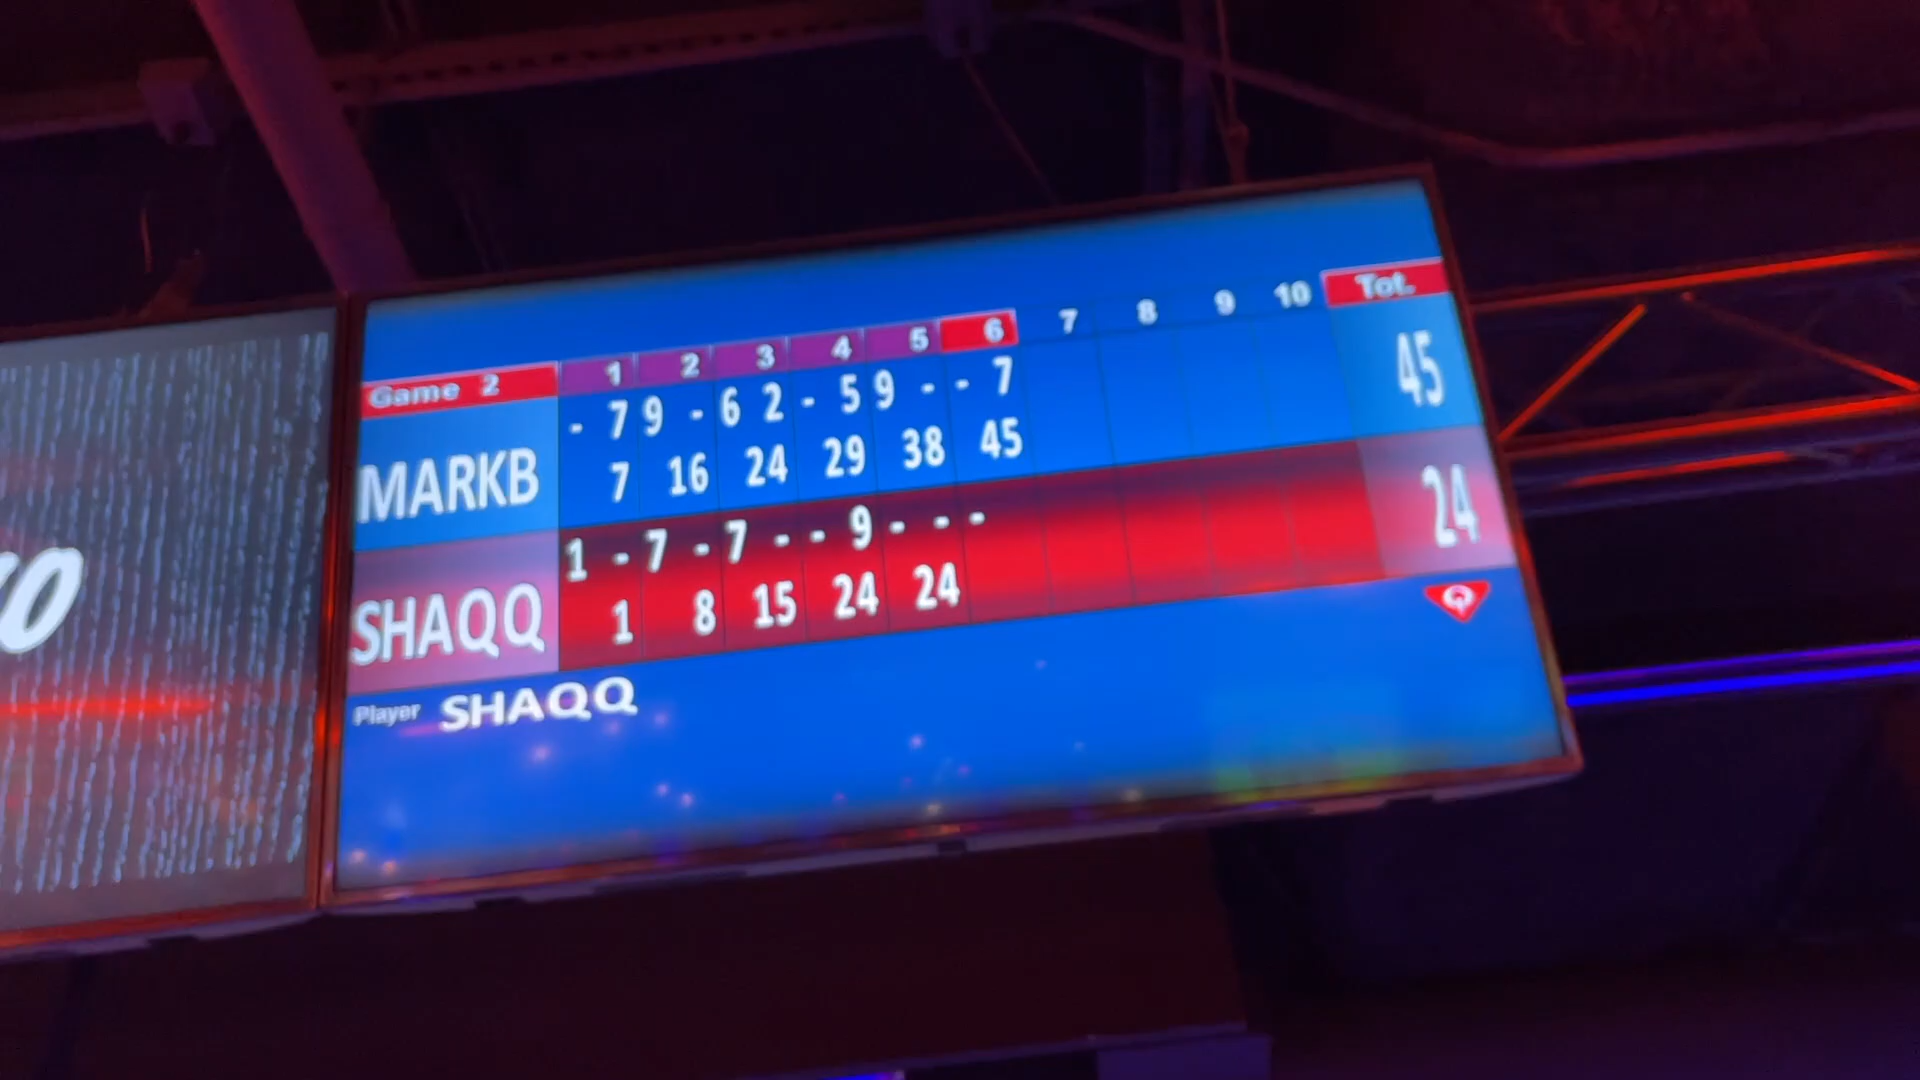 Game 2 1 2 3 4 5 6 7 8 9 10 Tot.
MARKB - 7 9 - 6 2 - 5 9 - - 7 45
7 16 24 29 38 45
SHAQQ 1 - 7 - 7 - - 9 - - - 24
1 8 15 24 24
Player SHAQQ
Q